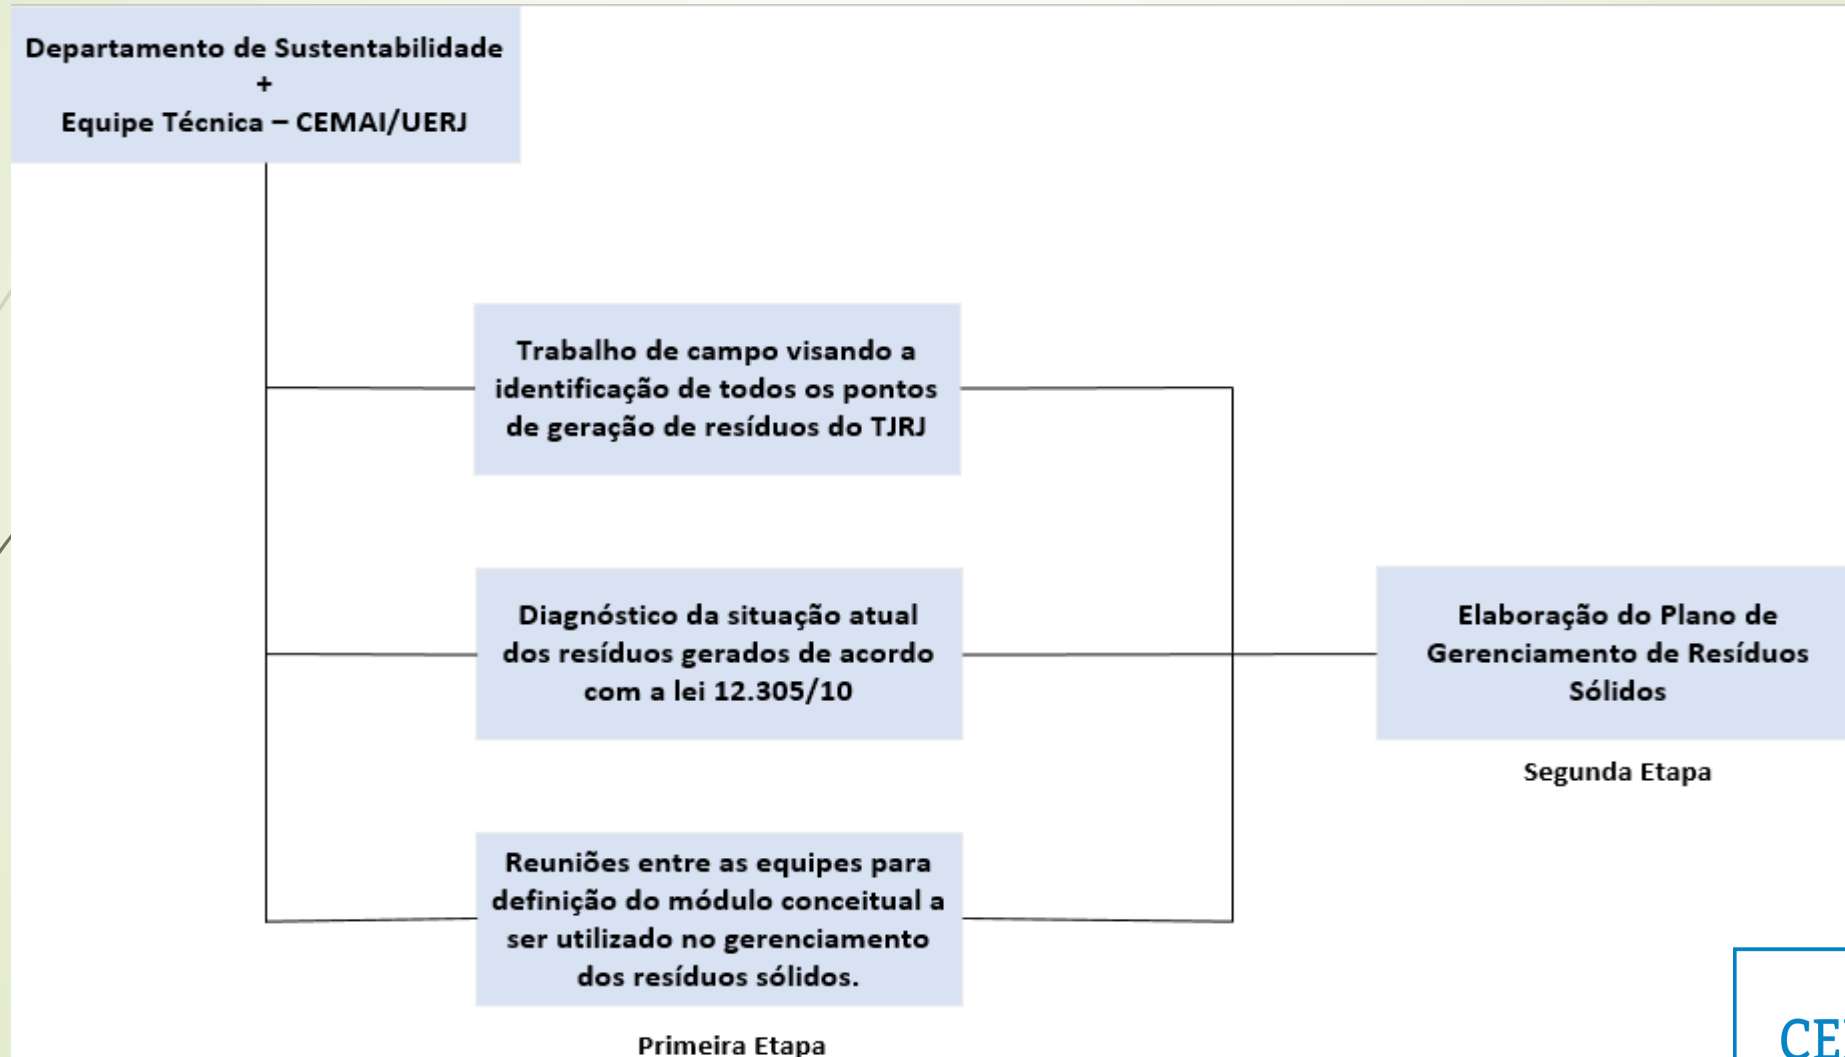 Departamento de Sustentabilidade
+
Equipe Técnica – CEMAI/UERJ
Trabalho de campo visando a
identificação de todos os pontos
de geração de resíduos do TJRJ
Diagnóstico da situação atual
dos resíduos gerados de acordo
com a lei 12.305/10
Reuniões entre as equipes para
definição do módulo conceitual a
ser utilizado no gerenciamento
dos resíduos sólidos.
Primeira Etapa
Elaboração do Plano de
Gerenciamento de Resíduos
Sólidos
Segunda Etapa